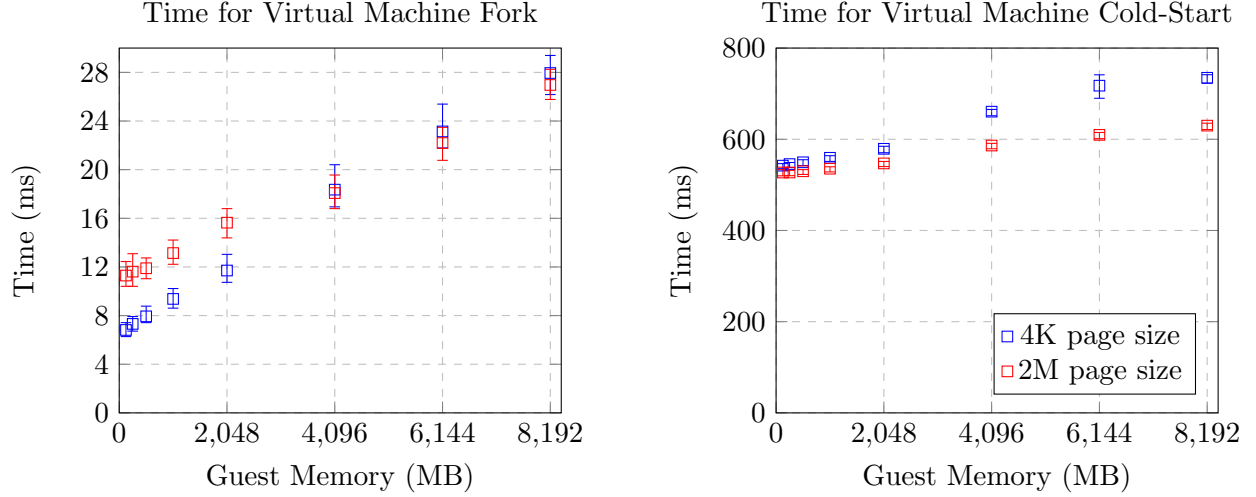 Time for Virtual Machine Fork
28
24
20
16
12
8
4
0
Time (ms)
0 2,048 4,096 6,144 8,192
Guest Memory (MB)
Time for Virtual Machine Cold-Start
800
600
400
200
0
Time (ms)
4K page size
2M page size
0 2,048 4,096 6,144 8,192
Guest Memory (MB)